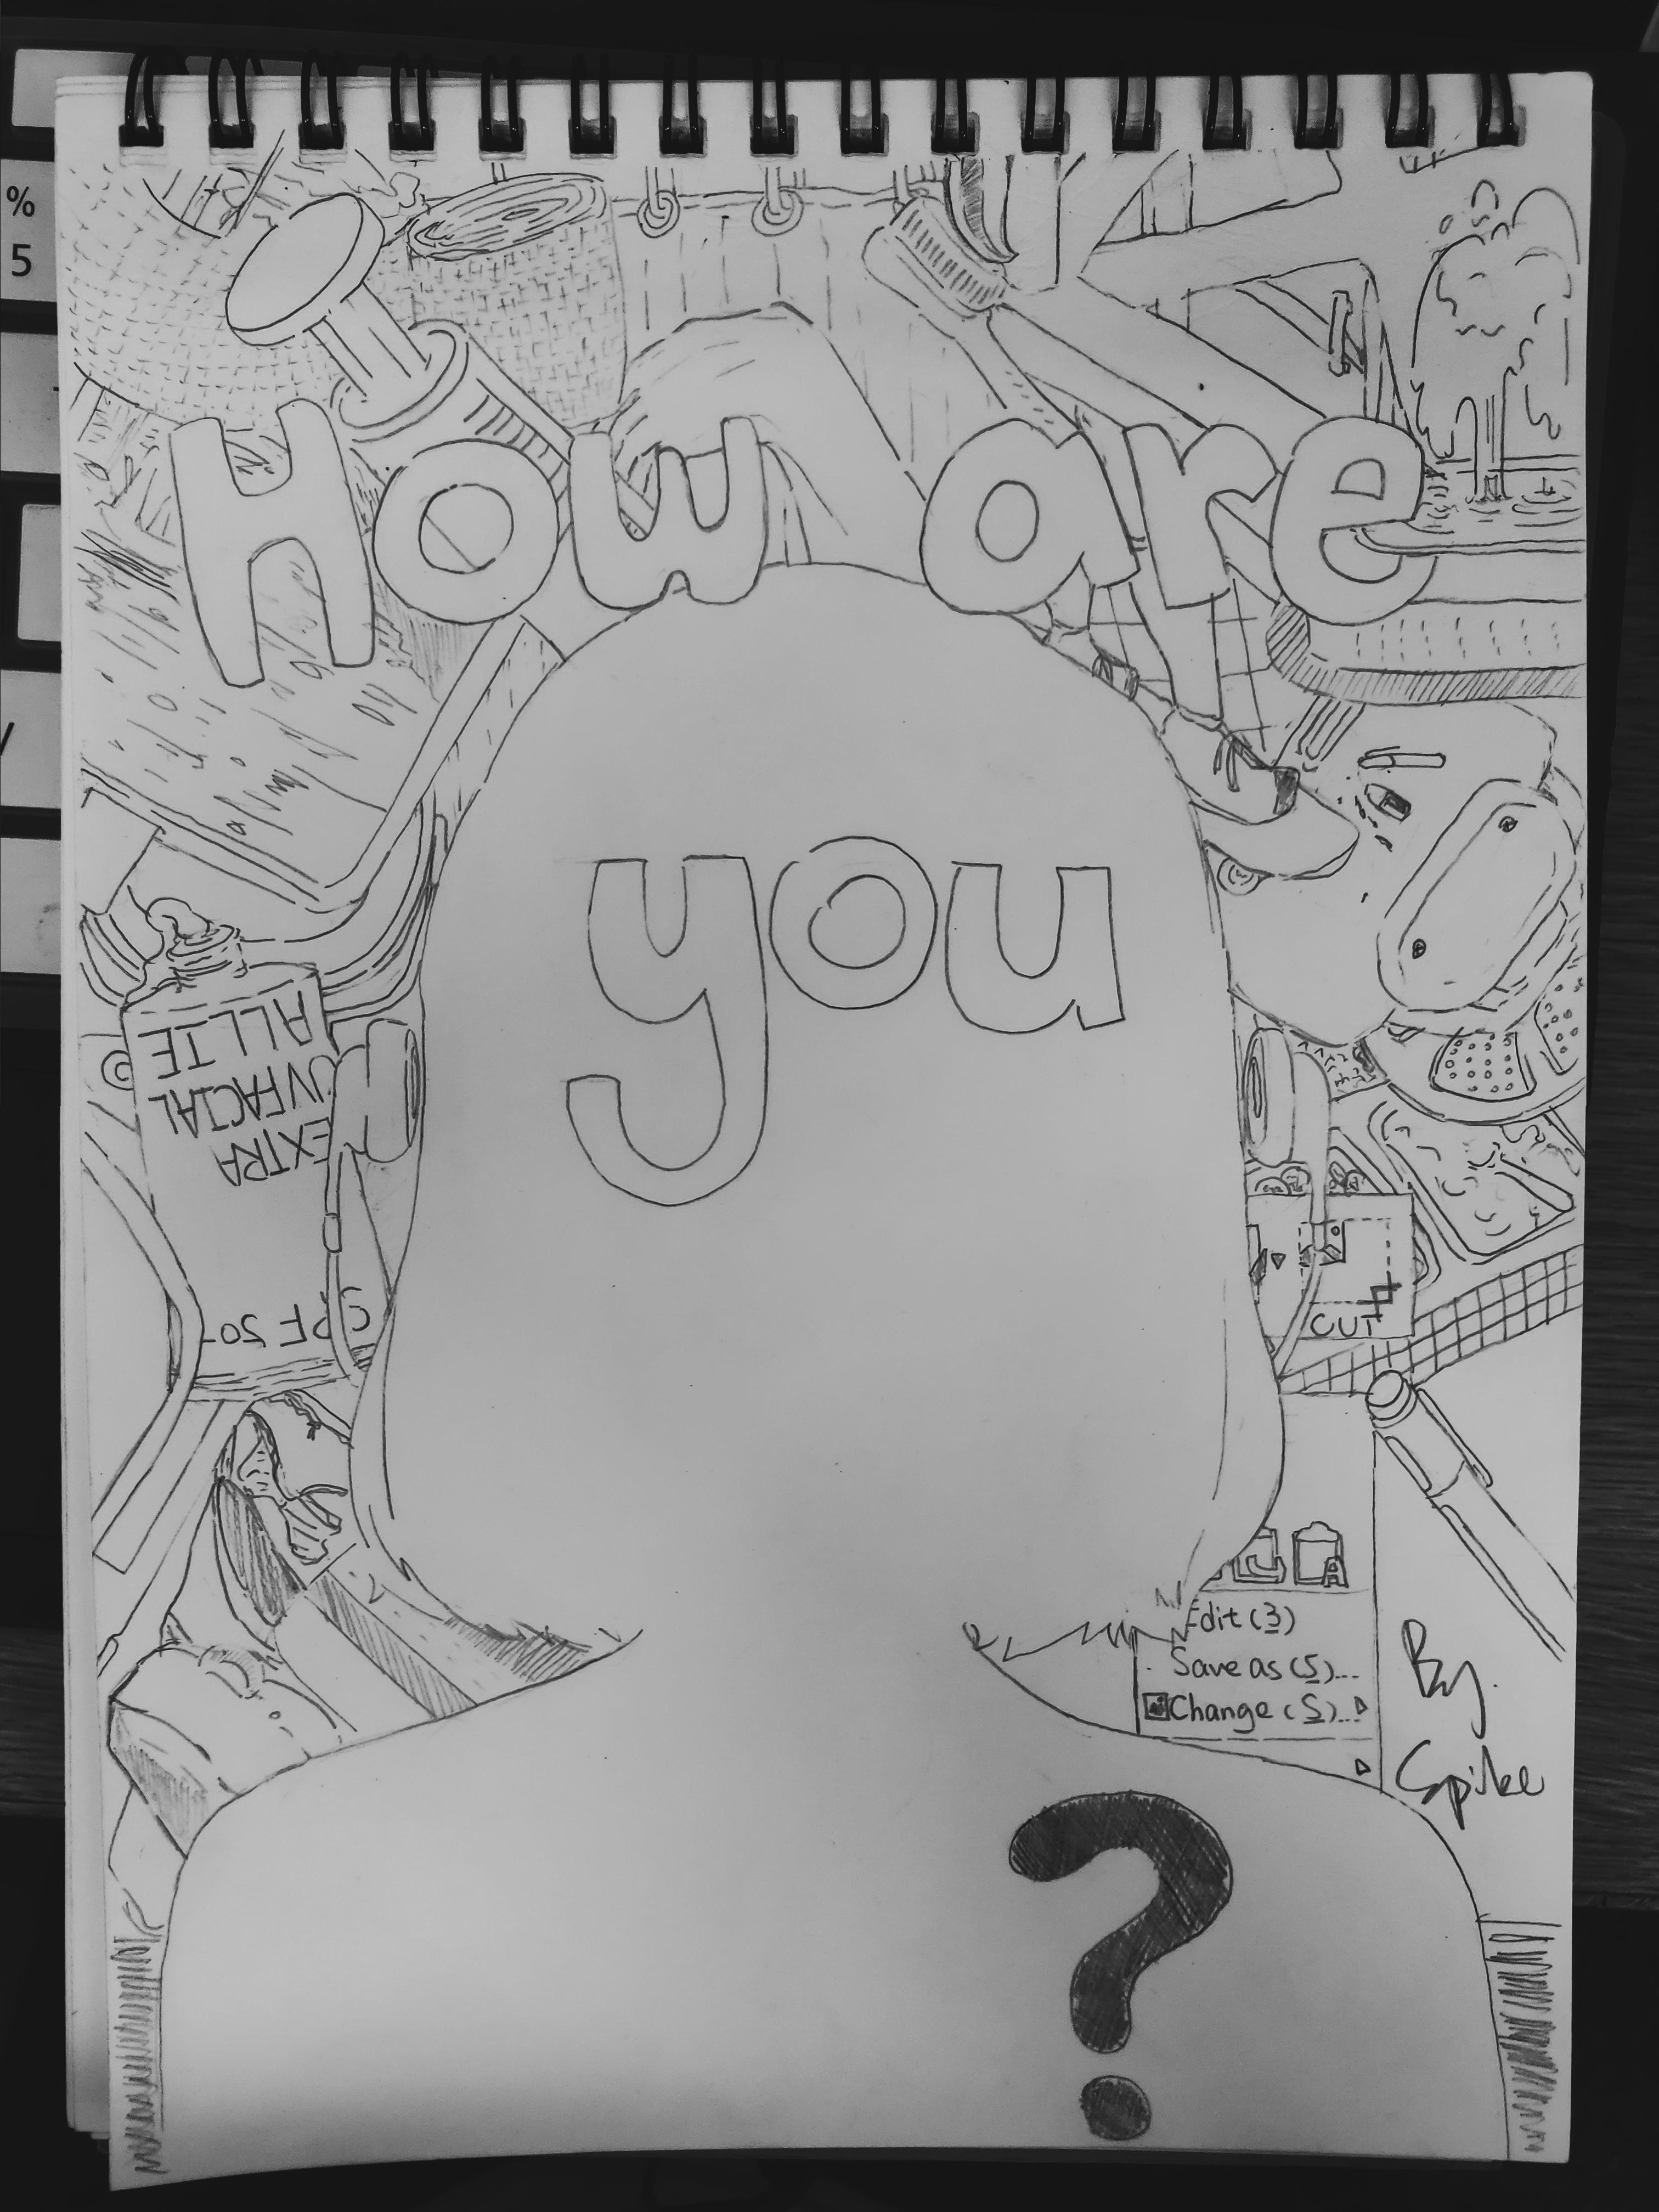 %
5
How are
you
ALLIE
UV FACIAL
EXTRA
SPF 50+
CUT
Edit (3)
Save as (S)...
Change (S)...
By
Spike
?